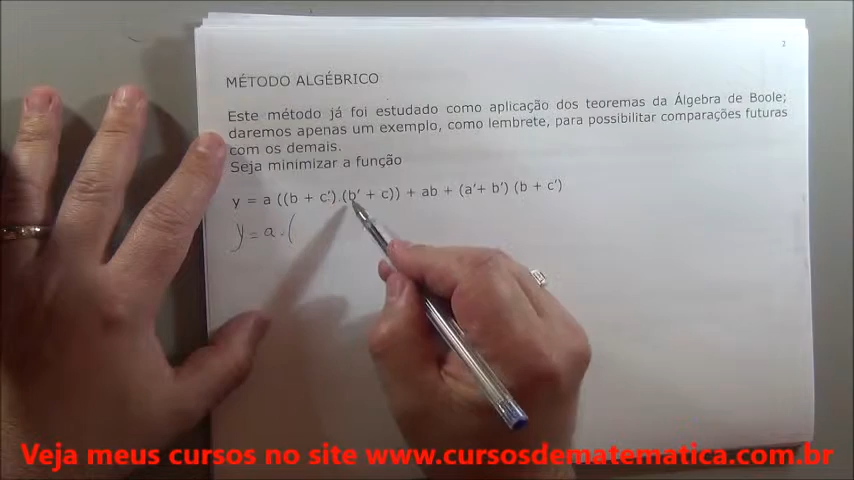 2
MÉTODO ALGÉBRICO
Este método já foi estudado como aplicação dos teoremas da Álgebra de Boole;
daremos apenas um exemplo, como lembrete, para possibilitar comparações futuras
com os demais.
Seja minimizar a função
y = a ((b + c').(b' + c)) + ab + (a'+ b') (b + c')
y = a . (
Veja meus cursos no site www.cursosdematematica.com.br